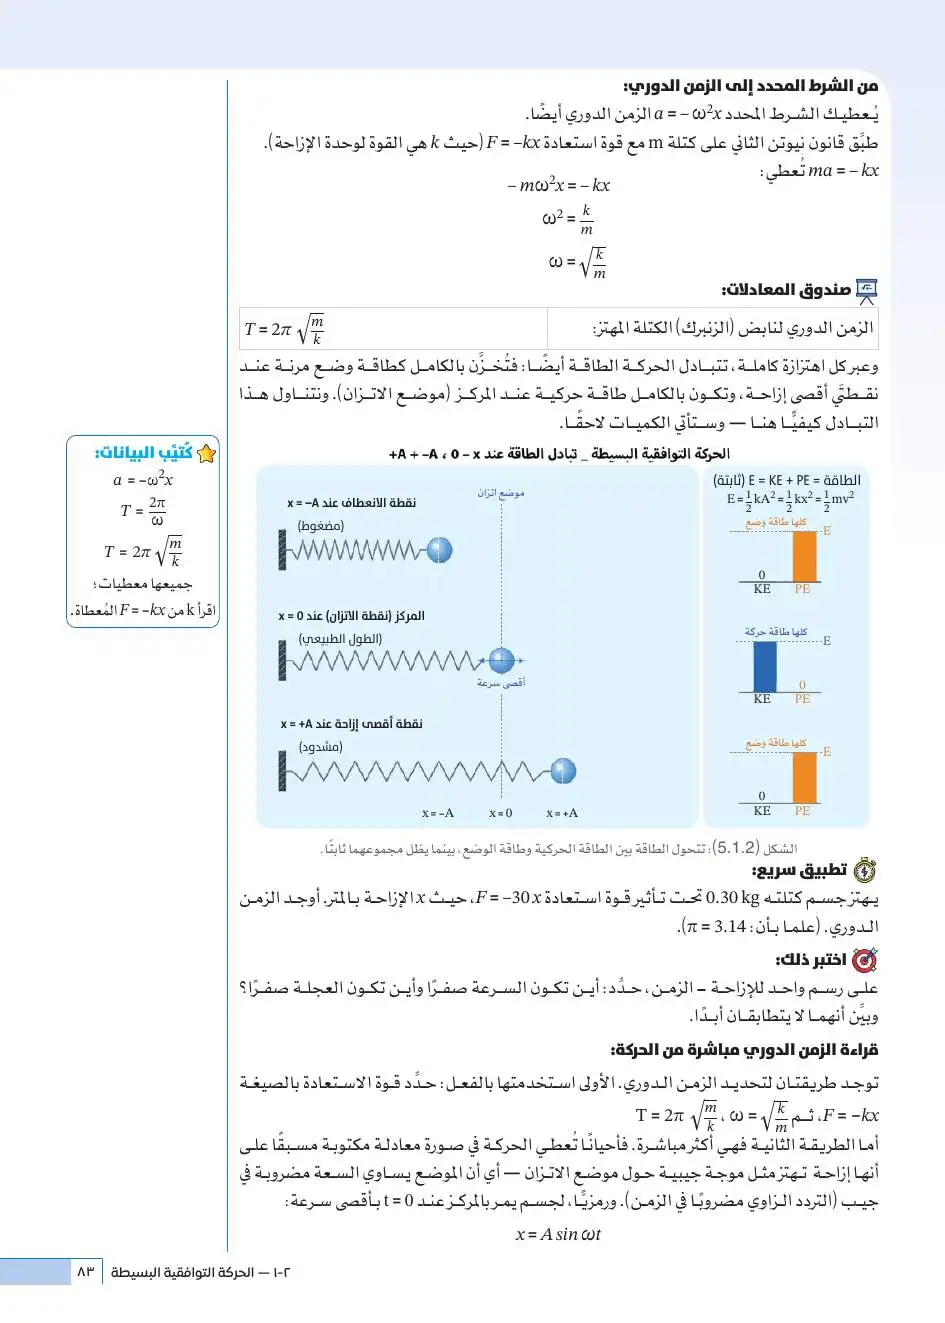 من الشرط المحدد إلى الزمن الدوري:
يُعطيك الشرط المحدد a = – ω²x الزمن الدوري أيضًا.
طبِّق قانون نيوتن الثاني على كتلة m مع قوة استعادة F = –kx (حيث k هي القوة لوحدة الإزاحة).
ma = – kx تُعطي:
– mω²x = – kx
ω² = k/m
ω = √(k/m)
صندوق المعادلات:
الزمن الدوري لنابض (الزنبرك) الكتلة المهتز:
T = 2π √(m/k)
وعبر كل اهتزازة كاملة، تتبادل الحركة الطاقة أيضًا: فتُخزَّن بالكامل كطاقة وضع مرنة عند
نقطتَي أقصى إزاحة، وتكون بالكامل طاقة حركية عند المركز (موضع الاتزان). ونتناول هذا
التبادل كيفيًّا هنا — وستأتي الكميات لاحقًا.
كُتيّب البيانات:
a = –ω²x
T = 2π/ω
T = 2π √(m/k)
جميعها معطيات؛
اقرأ k من F = –kx المُعطاة.
الحركة التوافقية البسيطة _ تبادل الطاقة عند A + –A ، 0 – x+
الطاقة = E = KE + PE (ثابتة)
E = 1/2 kA² = 1/2 kx² = 1/2 mv²
كلها طاقة وضع
E
0
KE PE
كلها طاقة حركة
E
0
KE PE
كلها طاقة وضع
E
0
KE PE
موضع اتزان
نقطة الانعطاف عند x = –A
(مضغوط)
المركز (نقطة الاتزان) عند x = 0
(الطول الطبيعي)
أقصى سرعة
نقطة أقصى إزاحة عند x = +A
(مشدود)
x = –A x = 0 x = +A
الشكل (5.1.2): تتحول الطاقة بين الطاقة الحركية وطاقة الوضع، بينما يظل مجموعهما ثابتًا.
تطبيق سريع:
يهتز جسم كتلته 0.30 kg تحت تأثير قوة استعادة F = –30 x، حيث x الإزاحة بالمتر. أوجد الزمن
الدوري. (علما بأن: π = 3.14).
اختبر ذلك:
على رسم واحد للإزاحة – الزمن، حدِّد: أين تكون السرعة صفرًا وأين تكون العجلة صفرًا؟
وبيِّن أنهما لا يتطابقان أبدًا.
قراءة الزمن الدوري مباشرة من الحركة:
توجد طريقتان لتحديد الزمن الدوري. الأولى استخدمتها بالفعل: حدِّد قوة الاستعادة بالصيغة
F = –kx، ثم ω = √(k/m) ، T = 2π √(m/k)
أما الطريقة الثانية فهي أكثر مباشرة. فأحيانًا تُعطي الحركة في صورة معادلة مكتوبة مسبقًا على
أنها إزاحة تهتز مثل موجة جيبية حول موضع الاتزان — أي أن الموضع يساوي السعة مضروبة في
جيب (التردد الزاوي مضروبًا في الزمن). ورمزيًّا، لجسم يمر بالمركز عند t = 0 بأقصى سرعة:
x = A sin ωt
٢-١ — الحركة التوافقية البسيطة ٨٣